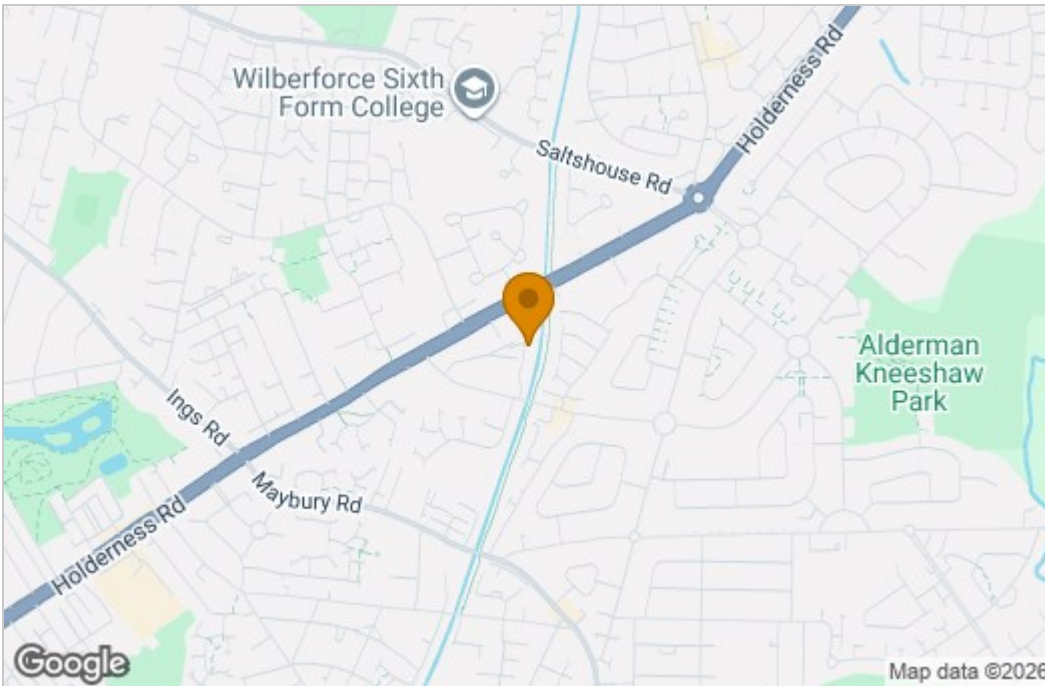 Wilberforce Sixth
Form College
Holderness Rd
Saltshouse Rd
Alderman
Kneeshaw
Park
Ings Rd
Maybury Rd
Holderness Rd
Google
Map data ©2026